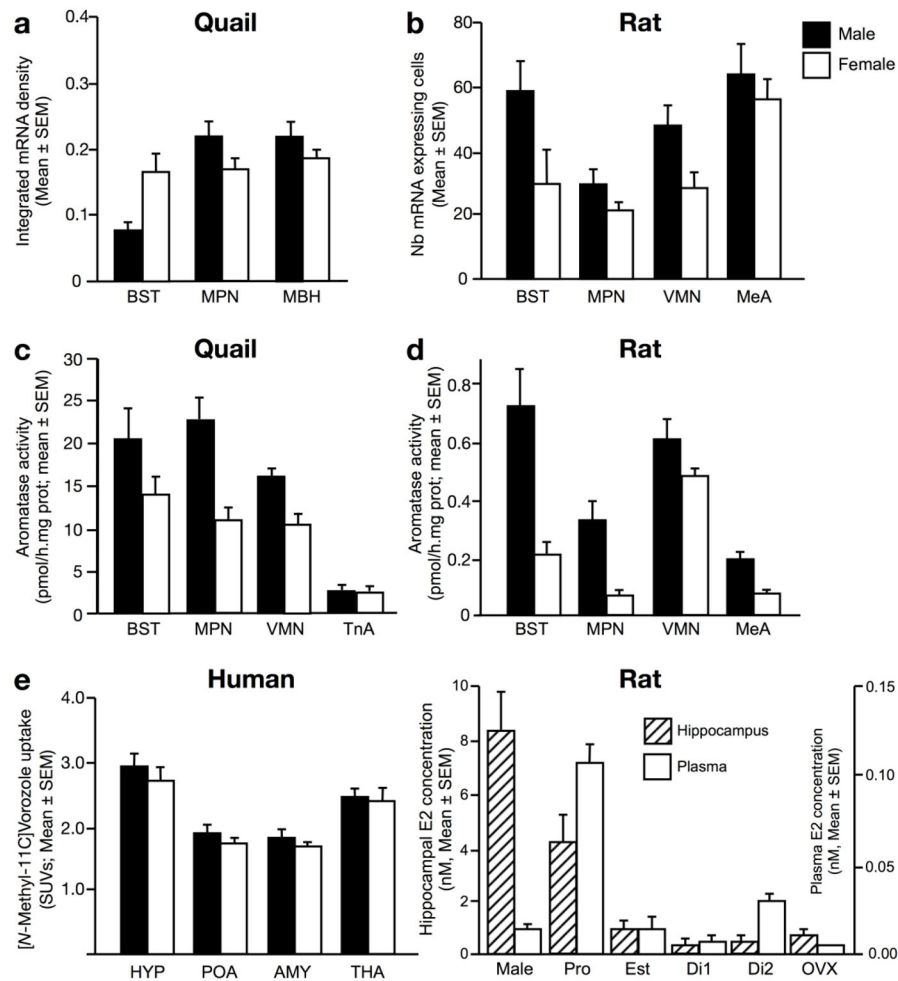 a
Quail
Integrated mRNA density
(Mean ± SEM)
0.4
0.3
0.2
0.1
0
BST MPN MBH
b
Rat
Nb mRNA expressing cells
(Mean ± SEM)
80
60
40
20
0
BST MPN VMN MeA
Male
Female
c
Quail
Aromatase activity
(pmol/h.mg prot; mean ± SEM)
30
25
20
15
10
5
0
BST MPN VMN TnA
d
Rat
Aromatase activity
(pmol/h.mg prot; mean ± SEM)
0.8
0.6
0.4
0.2
0
BST MPN VMN MeA
e
Human
[N-Methyl-11C]Vorozole uptake
(SUVs; Mean ± SEM)
4.0
3.0
2.0
1.0
HYP POA AMY THA
Rat
Hippocampal E2 concentration
(nM, Mean ± SEM)
10
8
6
4
2
0
Hippocampus
Plasma
Plasma E2 concentration
(nM, Mean ± SEM)
0.15
0.10
0.05
0.00
Male Pro Est Di1 Di2 OVX